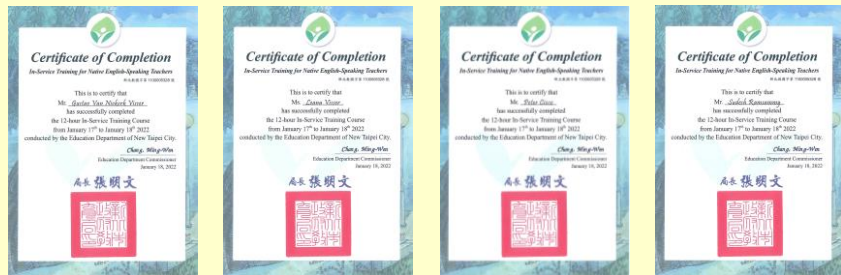 Certificate of Completion
In-Service Training for Native English-Speaking Teachers
This is to certify that
Mr.
has successfully completed
the 12-hour In-Service Training Course
from January 17th to January 18th 2022
conducted by the Education Department of New Taipei City.
Chang, Ming-Wen
Education Department Commissioner
January 18, 2022
局長 張明文
Certificate of Completion
In-Service Training for Native English-Speaking Teachers
This is to certify that
Ms. Visser
has successfully completed
the 12-hour In-Service Training Course
from January 17th to January 18th 2022
conducted by the Education Department of New Taipei City.
Chang, Ming-Wen
Education Department Commissioner
January 18, 2022
局長 張明文
Certificate of Completion
In-Service Training for Native English-Speaking Teachers
This is to certify that
Ms.
has successfully completed
the 12-hour In-Service Training Course
from January 17th to January 18th 2022
conducted by the Education Department of New Taipei City.
Chang, Ming-Wen
Education Department Commissioner
January 18, 2022
局長 張明文
Certificate of Completion
In-Service Training for Native English-Speaking Teachers
This is to certify that
Mr.
has successfully completed
the 12-hour In-Service Training Course
from January 17th to January 18th 2022
conducted by the Education Department of New Taipei City.
Chang, Ming-Wen
Education Department Commissioner
January 18, 2022
局長 張明文